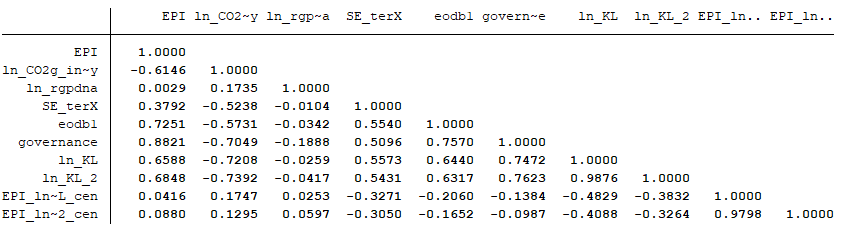 EPI ln_CO2~y ln_rgp~a SE_terX eodb1 govern~e ln_KL ln_KL_2 EPI_ln.. EPI_ln..
EPI 1.0000
ln_CO2g_in~y -0.6146 1.0000
ln_rgpdna 0.0029 0.1735 1.0000
SE_terX 0.3792 -0.5238 -0.0104 1.0000
eodb1 0.7251 -0.5731 -0.0342 0.5540 1.0000
governance 0.8821 -0.7049 -0.1888 0.5096 0.7570 1.0000
ln_KL 0.6588 -0.7208 -0.0259 0.5573 0.6440 0.7472 1.0000
ln_KL_2 0.6848 -0.7392 -0.0417 0.5431 0.6317 0.7623 0.9876 1.0000
EPI_ln~L_cen 0.0416 0.1747 0.0253 -0.3271 -0.2060 -0.1384 -0.4829 -0.3832 1.0000
EPI_ln~2_cen 0.0880 0.1295 0.0597 -0.3050 -0.1652 -0.0987 -0.4088 -0.3264 0.9798 1.0000